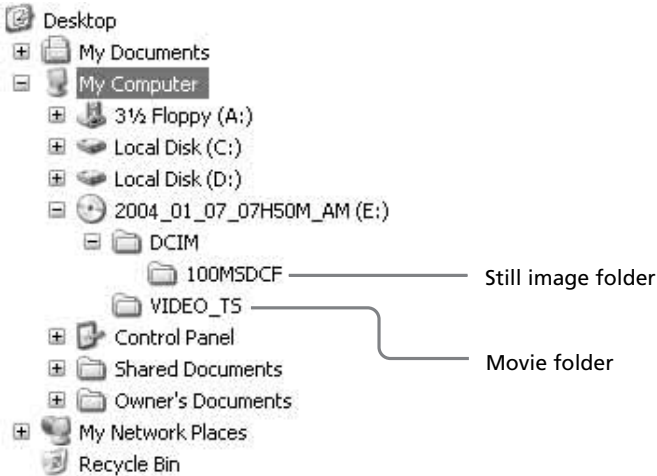 Desktop
My Documents
My Computer
3½ Floppy (A:)
Local Disk (C:)
Local Disk (D:)
2004_01_07_07H50M_AM (E:)
DCIM
100MSDCF
Still image folder
VIDEO_TS
Movie folder
Control Panel
Shared Documents
Owner's Documents
My Network Places
Recycle Bin